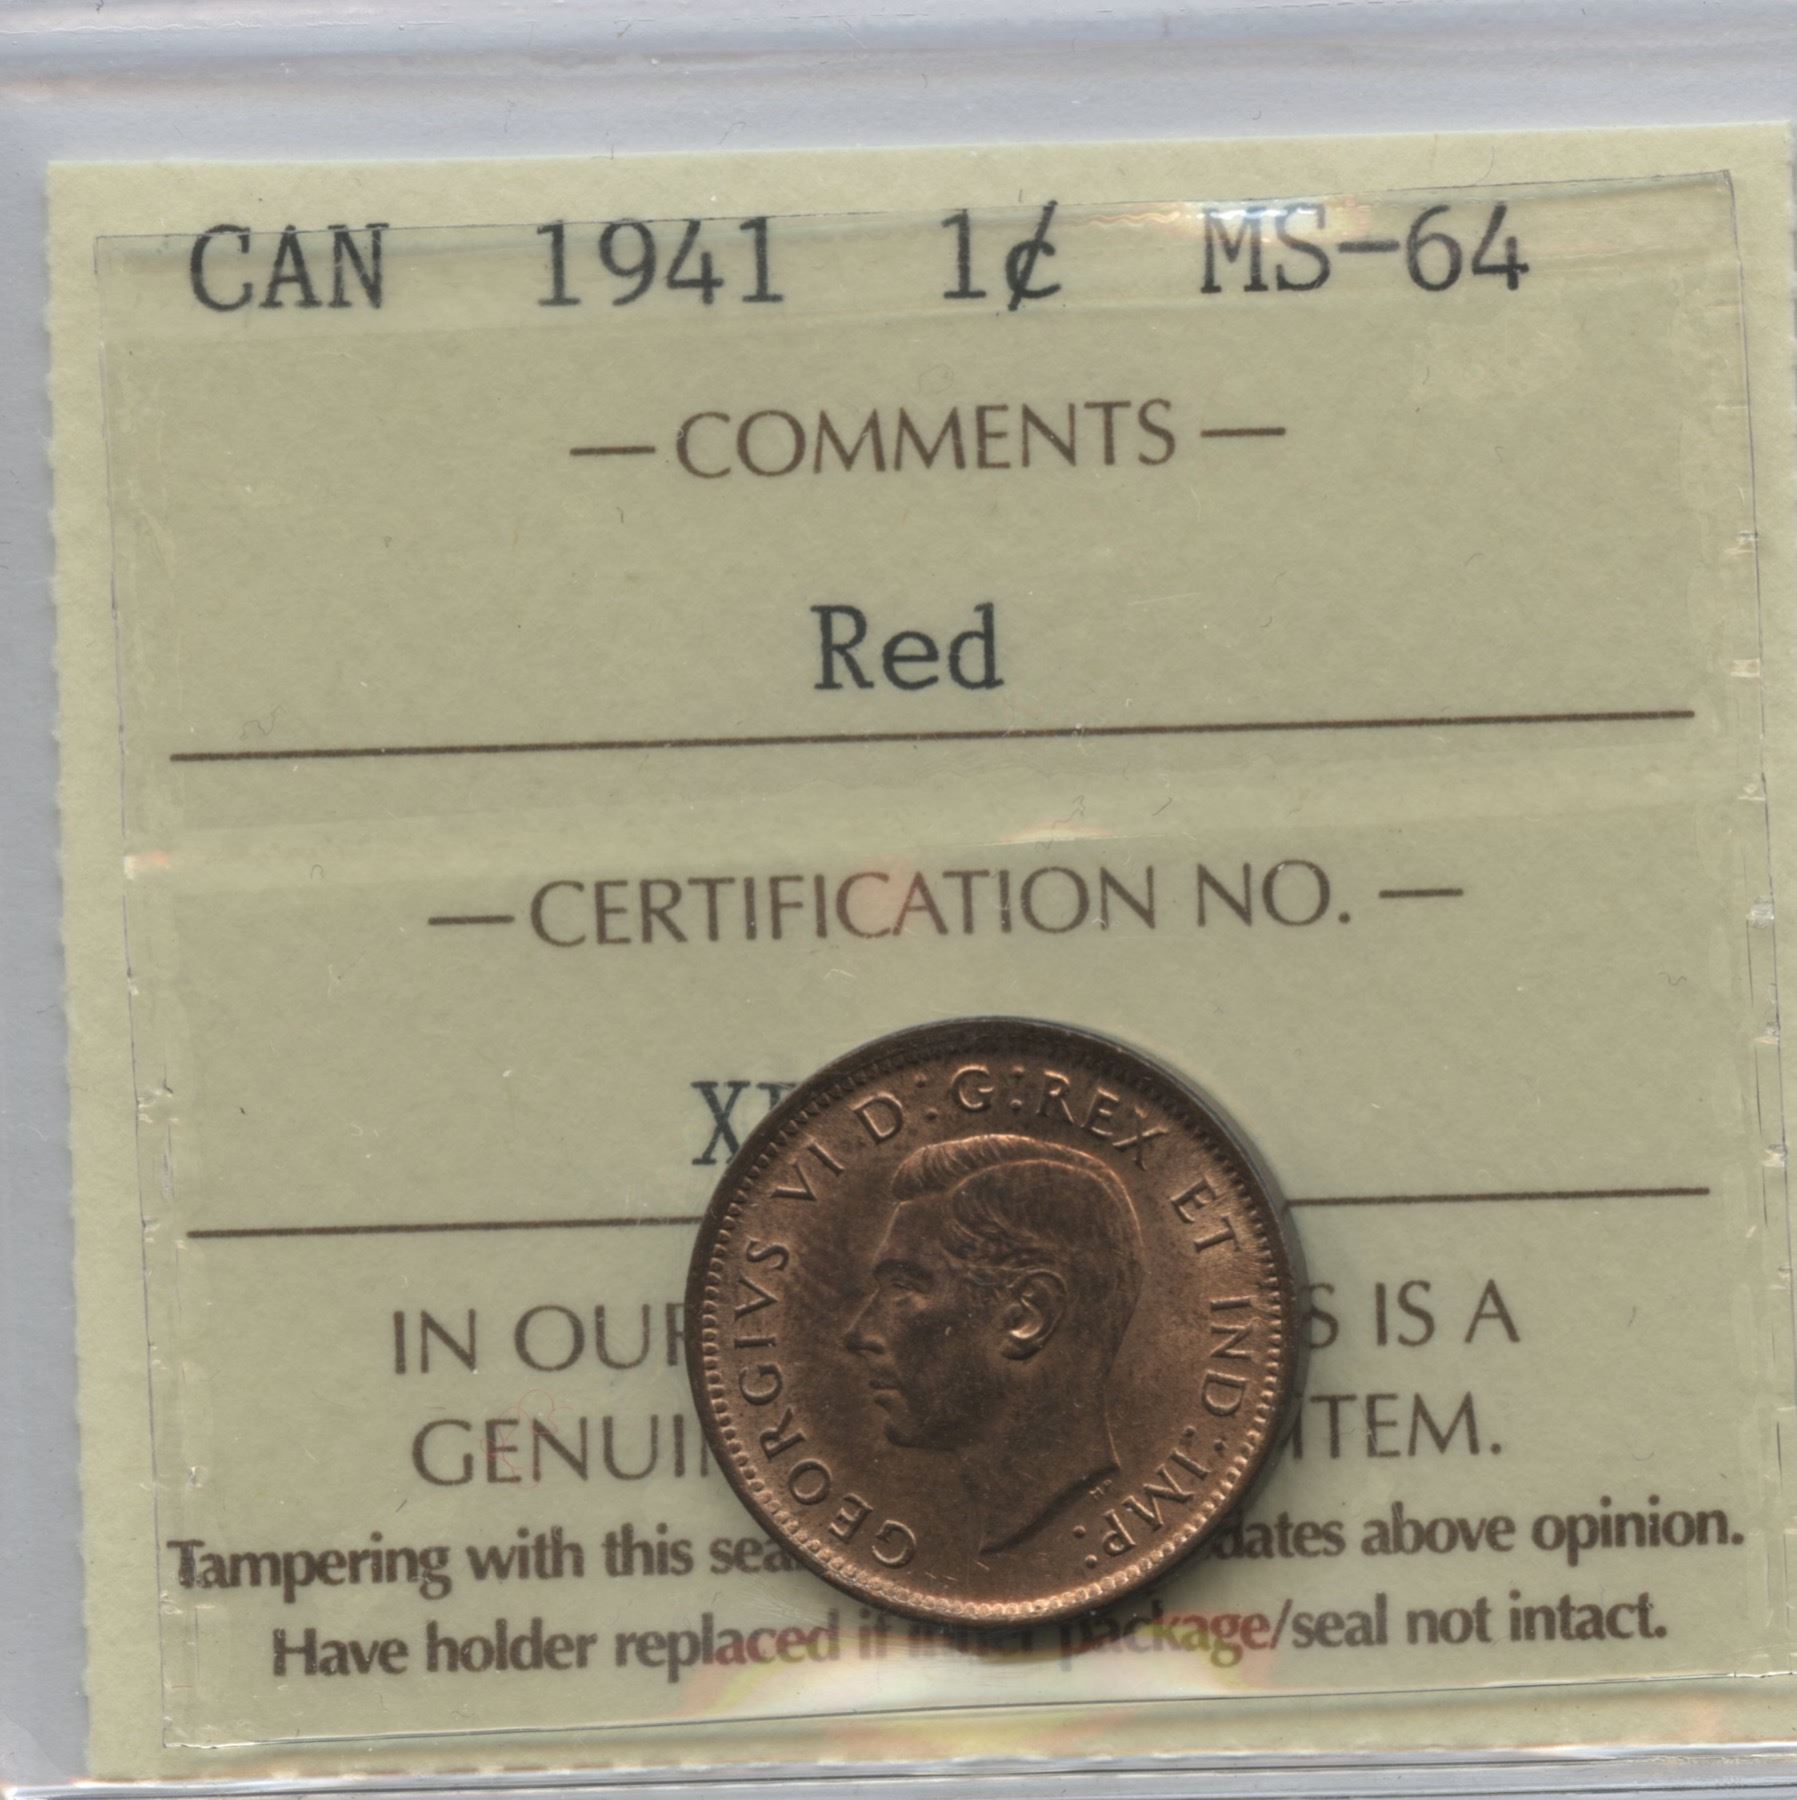 CAN 1941 1¢ MS-64
— COMMENTS —
Red
— CERTIFICATION NO. —
GEORGIVS VI D:G:REX ET IND:IMP:
IN OUR S IS A
GENUI ITEM.
Tampering with this sea dates above opinion.
Have holder replaced if package/seal not intact.